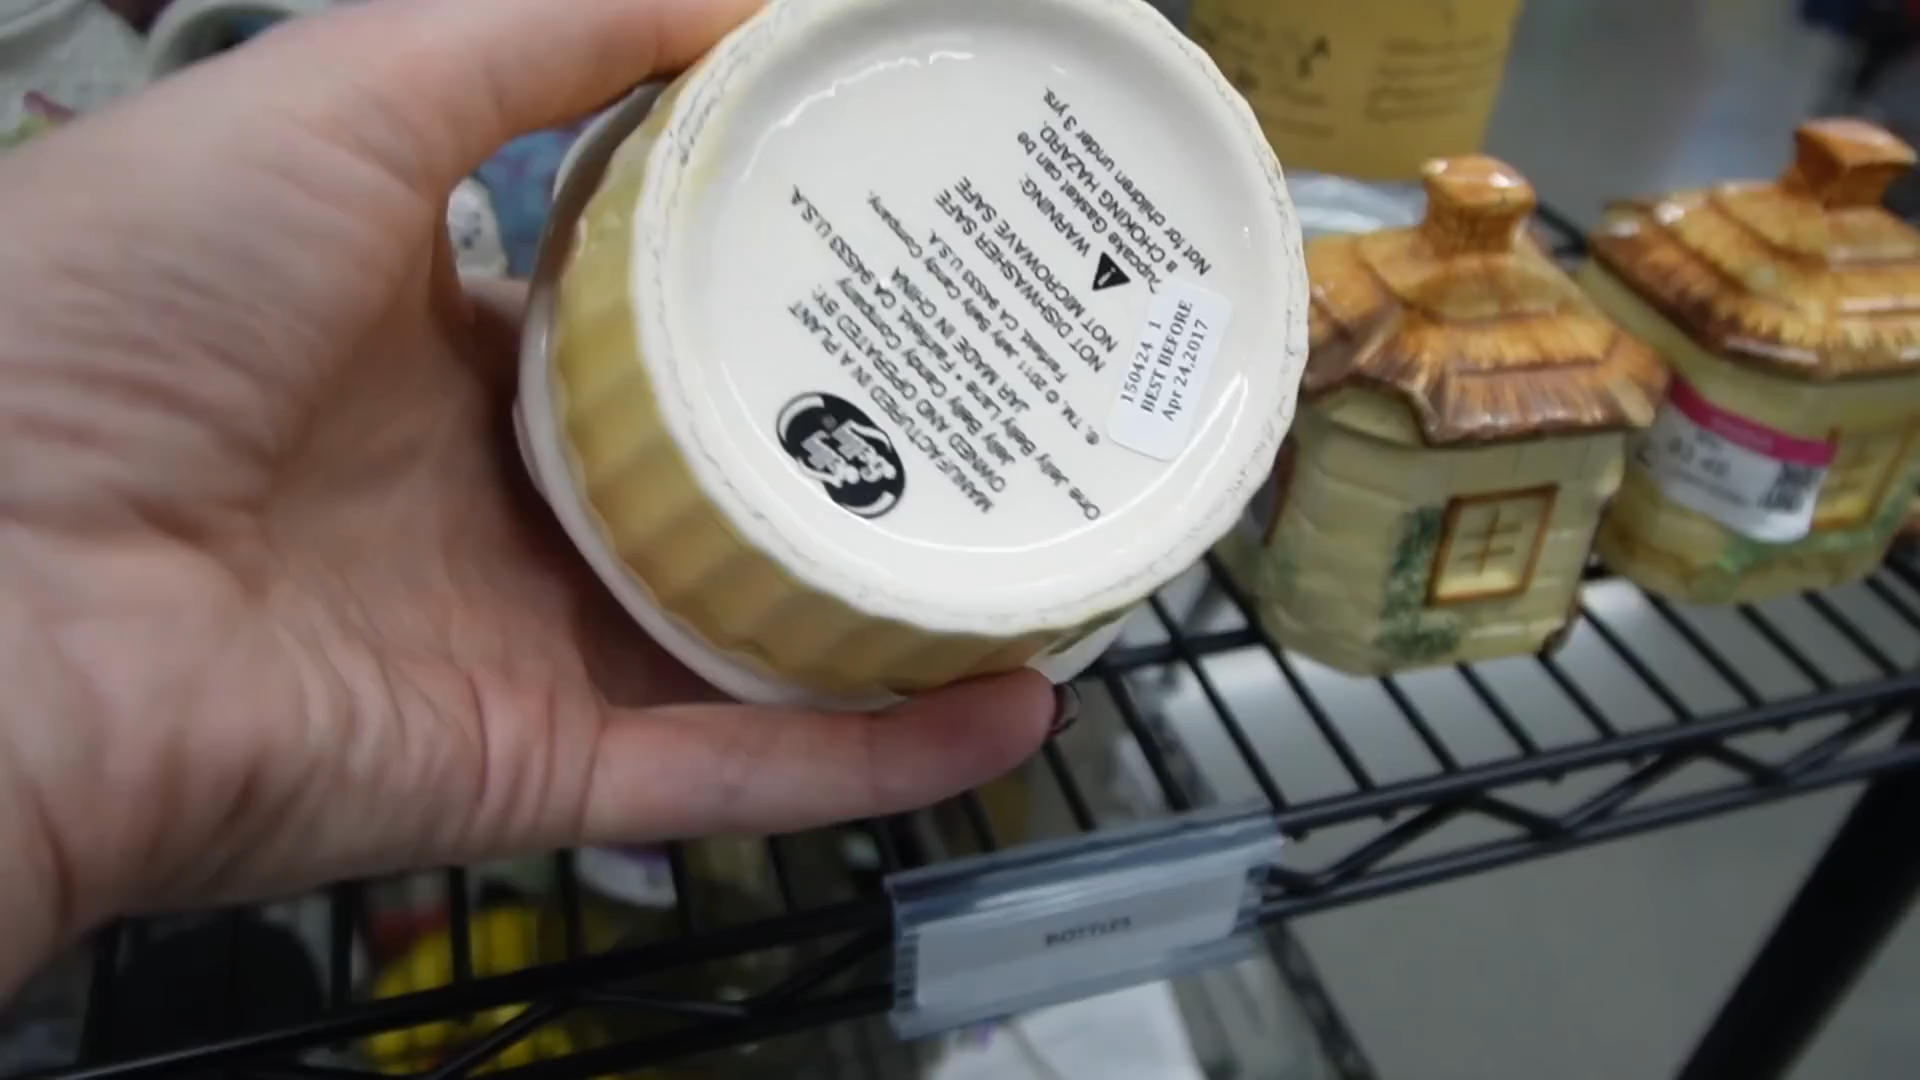 Jelly Belly
MANUFACTURED IN A PLANT
OWNED AND OPERATED BY:
Jelly Belly Candy Company
Jelly Belly Lane • Fairfield, CA 94533 U.S.A.
JAR MADE IN CHINA
®, TM, © 2011 Jelly Belly Candy Company,
One Jelly Belly Fairfield, CA 94533 U.S.A.
NOT DISHWASHER SAFE
NOT MICROWAVE SAFE
WARNING:
Cupcake Gasket can be
a CHOKING HAZARD.
Not for children under 3 yrs.
150424 1
BEST BEFORE
Apr 24,2017
BOTTLES